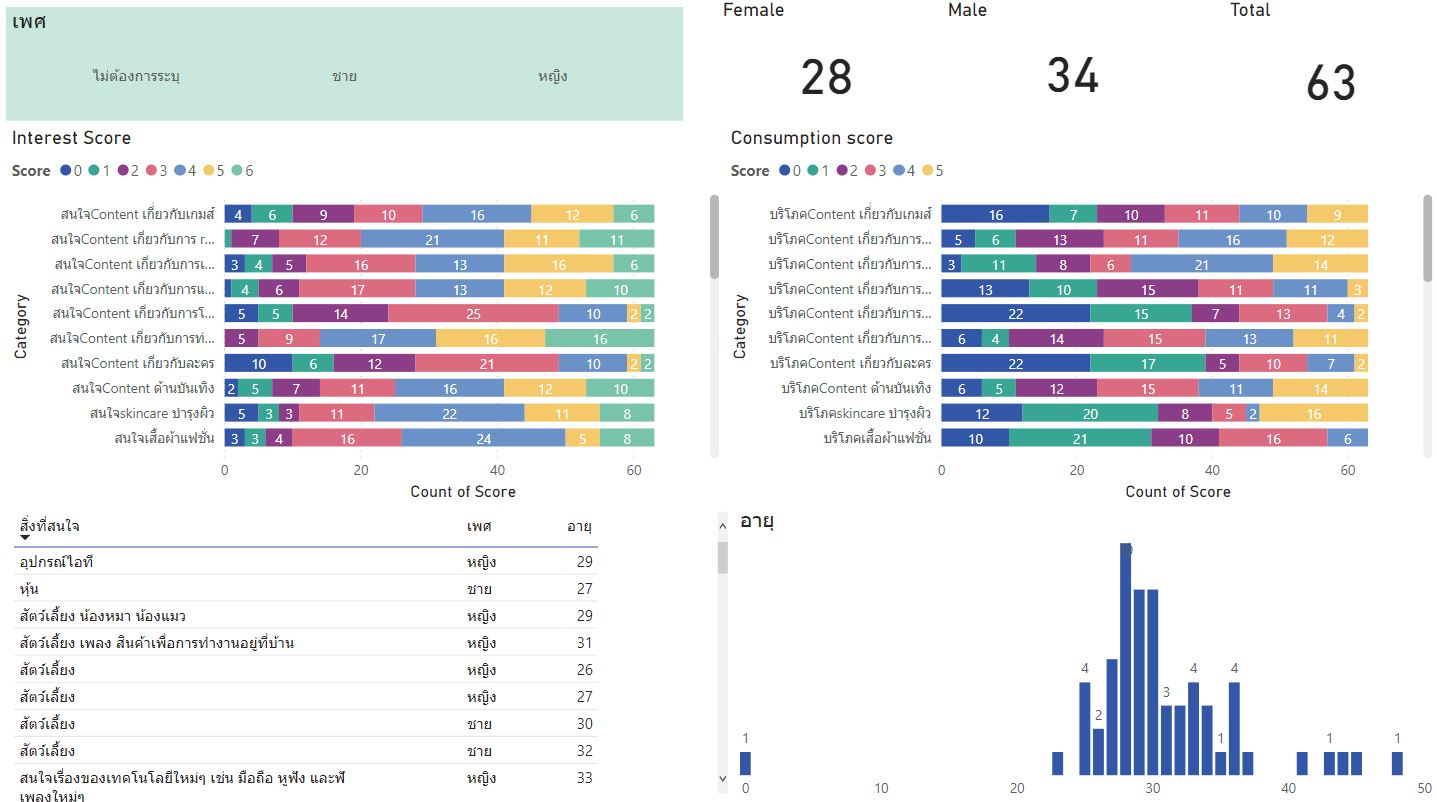 เพศ
ไม่ต้องการระบุ ชาย หญิง
Female Male Total
28 34 63
Interest Score
Score 0 1 2 3 4 5 6
Category
สนใจContent เกี่ยวกับเกมส์ 4 6 9 10 16 12 6
สนใจContent เกี่ยวกับการ r... 7 12 21 11 11
สนใจContent เกี่ยวกับการเ... 3 4 5 16 13 16 6
สนใจContent เกี่ยวกับการแ... 4 6 17 13 12 10
สนใจContent เกี่ยวกับการโ... 5 5 14 25 10 2 2
สนใจContent เกี่ยวกับการท่... 5 9 17 16 16
สนใจContent เกี่ยวกับละคร 10 6 12 21 10 2 2
สนใจContent ด้านบันเทิง 2 5 7 11 16 12 10
สนใจskincare บำรุงผิว 5 3 3 11 22 11 8
สนใจเสื้อผ้าแฟชั่น 3 3 4 16 24 5 8
0 20 40 60
Count of Score
Consumption score
Score 0 1 2 3 4 5
Category
บริโภคContent เกี่ยวกับเกมส์ 16 7 10 11 10 9
บริโภคContent เกี่ยวกับการ... 5 6 13 11 16 12
บริโภคContent เกี่ยวกับการ... 3 11 8 6 21 14
บริโภคContent เกี่ยวกับการ... 13 10 15 11 11 3
บริโภคContent เกี่ยวกับการ... 22 15 7 13 4 2
บริโภคContent เกี่ยวกับการ... 6 4 14 15 13 11
บริโภคContent เกี่ยวกับละคร 22 17 5 10 7 2
บริโภคContent ด้านบันเทิง 6 5 12 15 11 14
บริโภคskincare บำรุงผิว 12 20 8 5 2 16
บริโภคเสื้อผ้าแฟชั่น 10 21 10 16 6
0 20 40 60
Count of Score
สิ่งที่สนใจ เพศ อายุ
อุปกรณ์ไอที หญิง 29
หุ้น ชาย 27
สัตว์เลี้ยง น้องหมา น้องแมว หญิง 29
สัตว์เลี้ยง เพลง สินค้าเพื่อการทำงานอยู่ที่บ้าน หญิง 31
สัตว์เลี้ยง หญิง 26
สัตว์เลี้ยง หญิง 27
สัตว์เลี้ยง ชาย 30
สัตว์เลี้ยง ชาย 32
สนใจเรื่องของเทคโนโลยีใหม่ๆ เช่น มือถือ หูฟัง และฟั หญิง 33
เพลงใหม่ๆ
อายุ
1 4 2 10 3 4 1 4 1 1
0 10 20 30 40 50